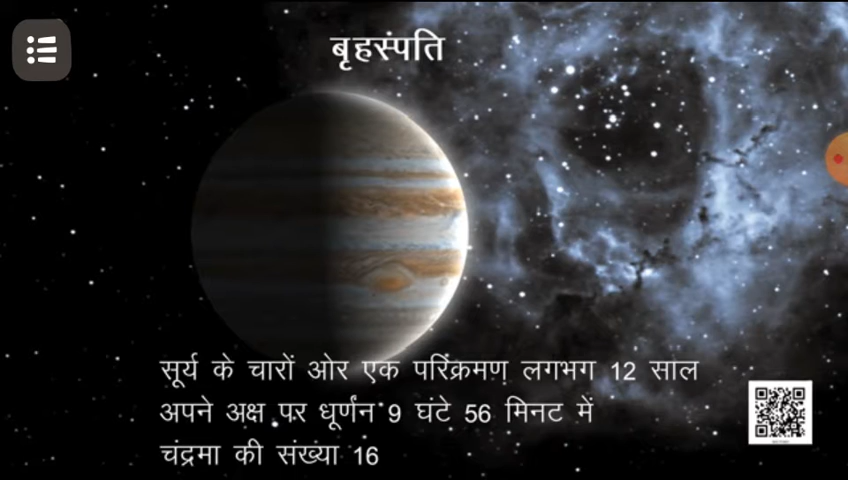 बृहस्पति
सूर्य के चारों ओर एक परिक्रमण लगभग 12 साल
अपने अक्ष पर धूर्णन 9 घंटे 56 मिनट में
चंद्रमा की संख्या 16